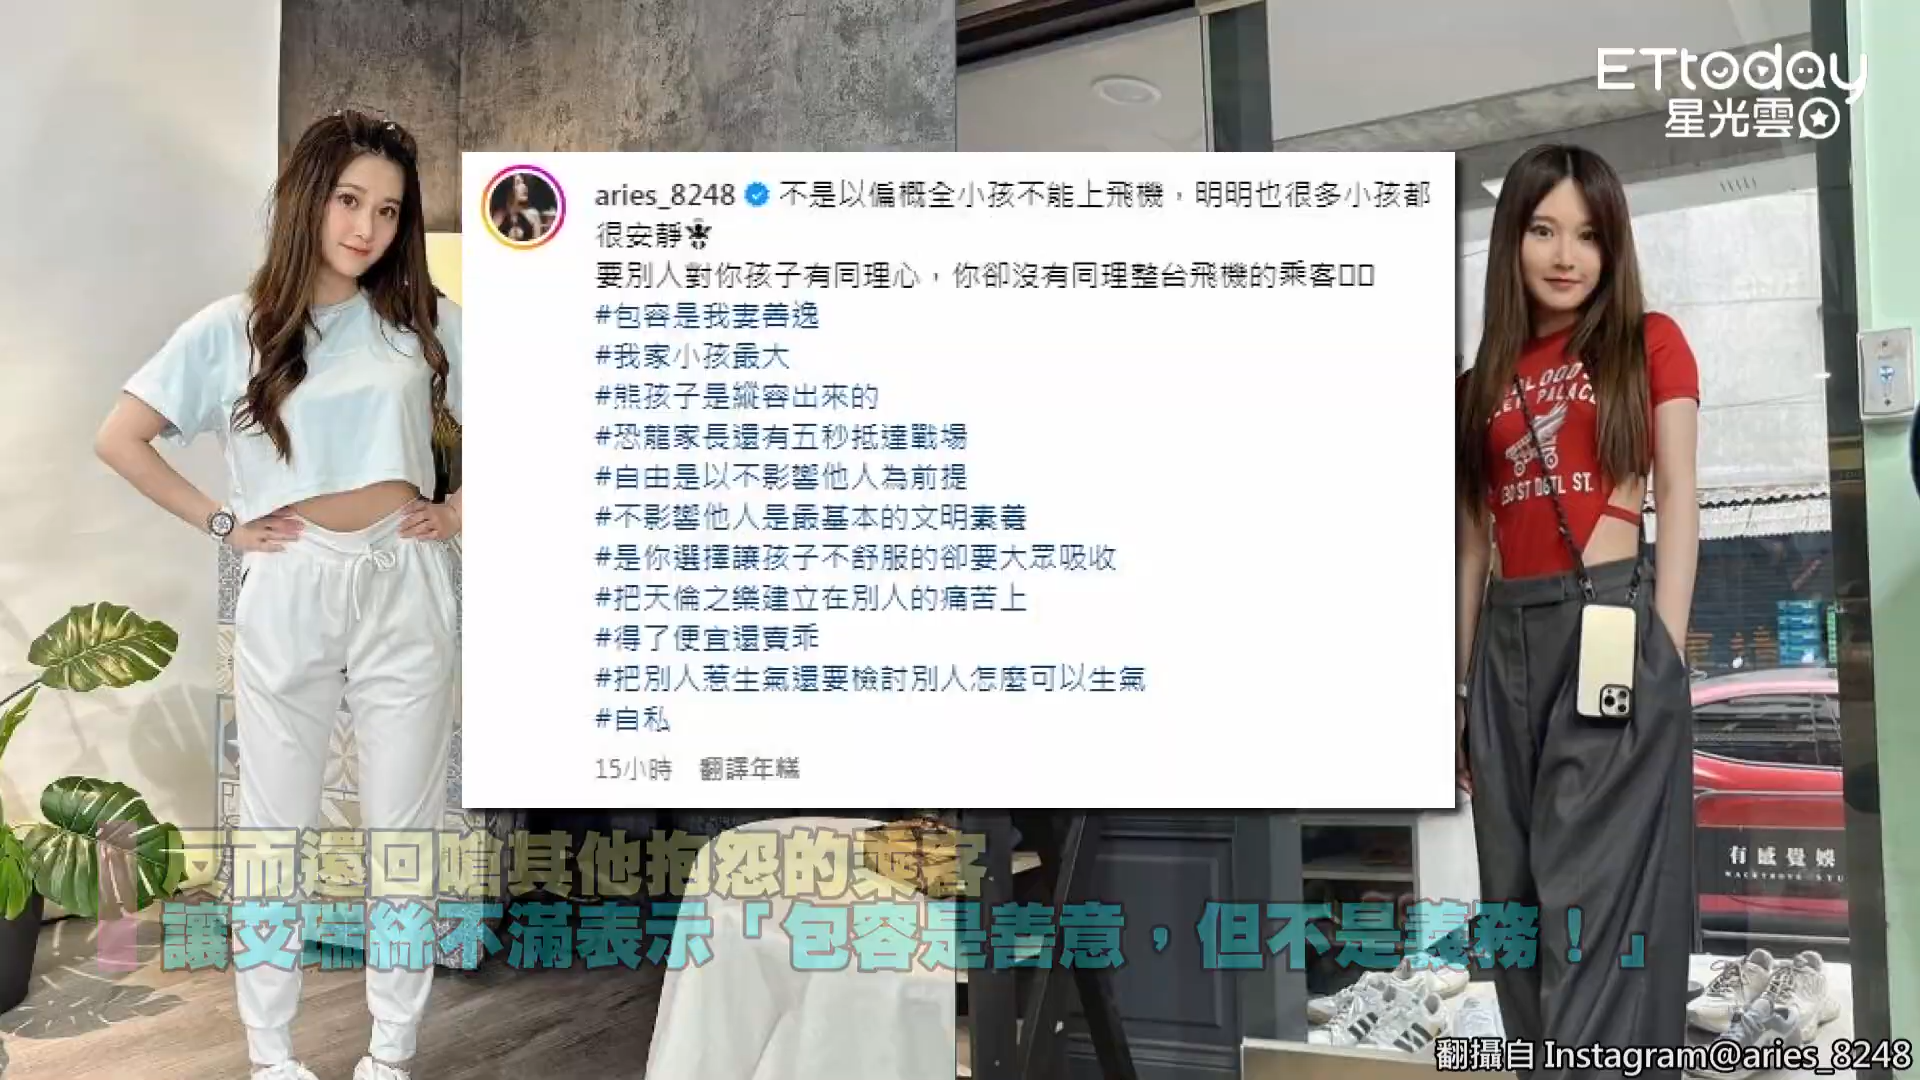 ETtoday
星光雲
aries_8248 不是以偏概全小孩不能上飛機，明明也很多小孩都
很安靜
要別人對你孩子有同理心，你卻沒有同理整台飛機的乘客
#包容是我妻善逸
#我家小孩最大
#熊孩子是縱容出來的
#恐龍家長還有五秒抵達戰場
#自由是以不影響他人為前提
#不影響他人是最基本的文明素養
#是你選擇讓孩子不舒服的卻要大眾吸收
#把天倫之樂建立在別人的痛苦上
#得了便宜還賣乖
#把別人惹生氣還要檢討別人怎麼可以生氣
#自私
15小時 翻譯年糕
反而還回嗆其他抱怨的乘客
讓艾瑞絲不滿表示「包容是善意，但不是義務！」
有感覺娛
翻攝自 Instagram@aries_8248